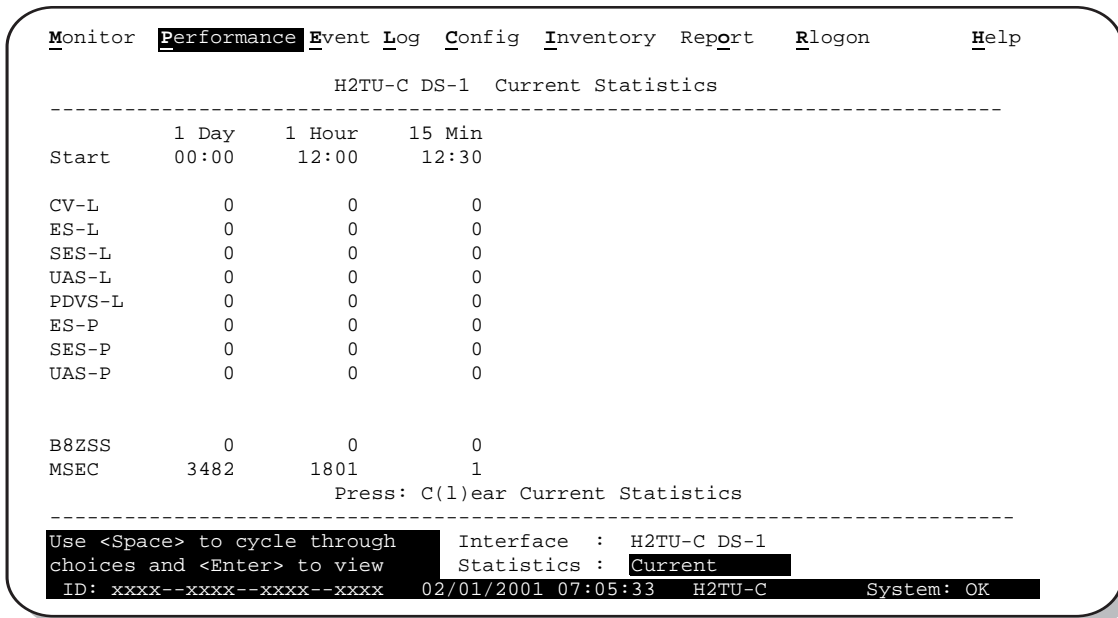 Monitor Performance Event Log Config Inventory Report Rlogon Help
H2TU-C DS-1 Current Statistics
--------------------------------------------------------------------------------
1 Day 1 Hour 15 Min
Start 00:00 12:00 12:30
CV-L 0 0 0
ES-L 0 0 0
SES-L 0 0 0
UAS-L 0 0 0
PDVS-L 0 0 0
ES-P 0 0 0
SES-P 0 0 0
UAS-P 0 0 0
B8ZSS 0 0 0
MSEC 3482 1801 1
Press: C(l)ear Current Statistics
--------------------------------------------------------------------------------
Use <Space> to cycle through Interface : H2TU-C DS-1
choices and <Enter> to view Statistics : Current
ID: xxxx--xxxx--xxxx--xxxx 02/01/2001 07:05:33 H2TU-C System: OK